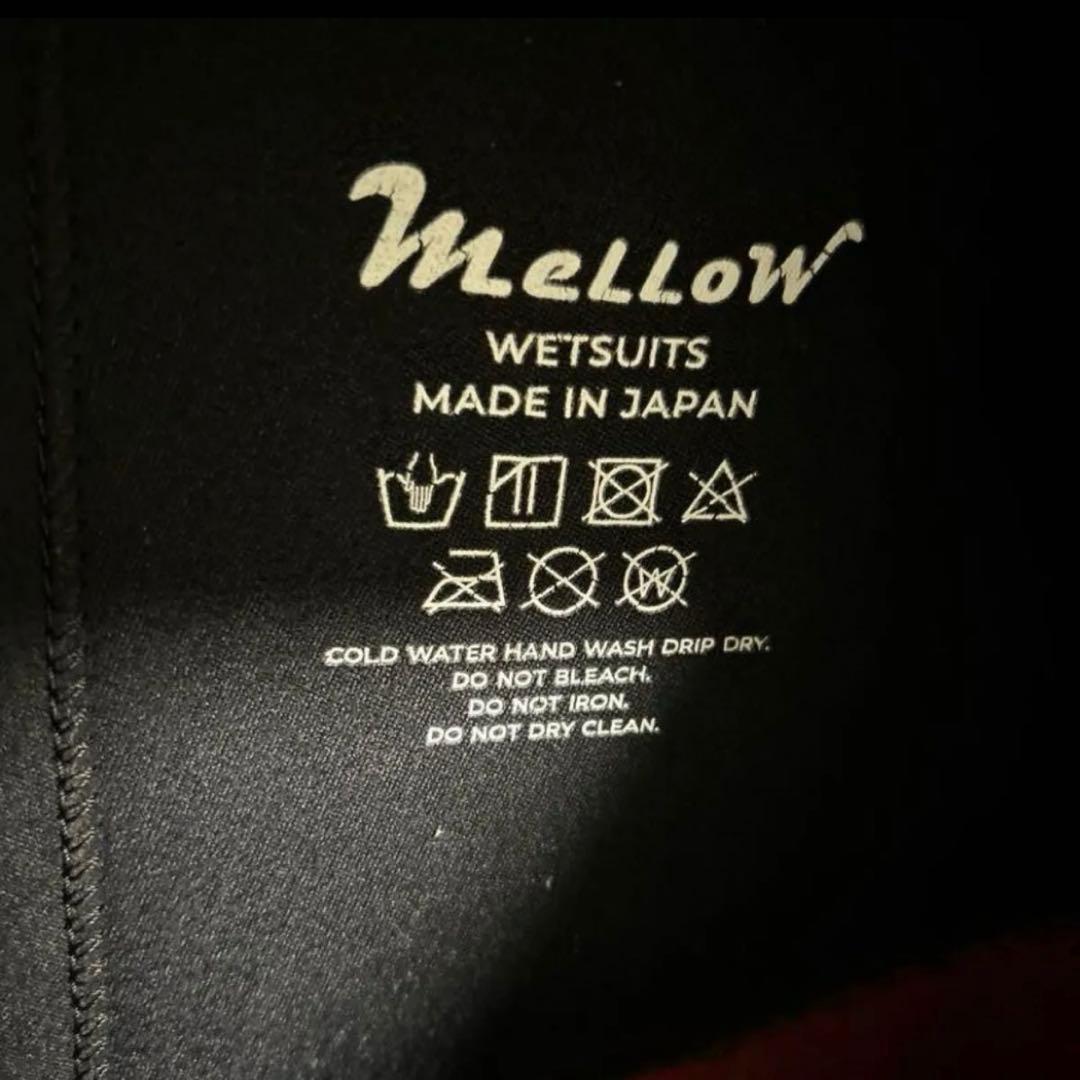 mellow
WETSUITS
MADE IN JAPAN
W
COLD WATER HAND WASH DRIP DRY.
DO NOT BLEACH.
DO NOT IRON.
DO NOT DRY CLEAN.